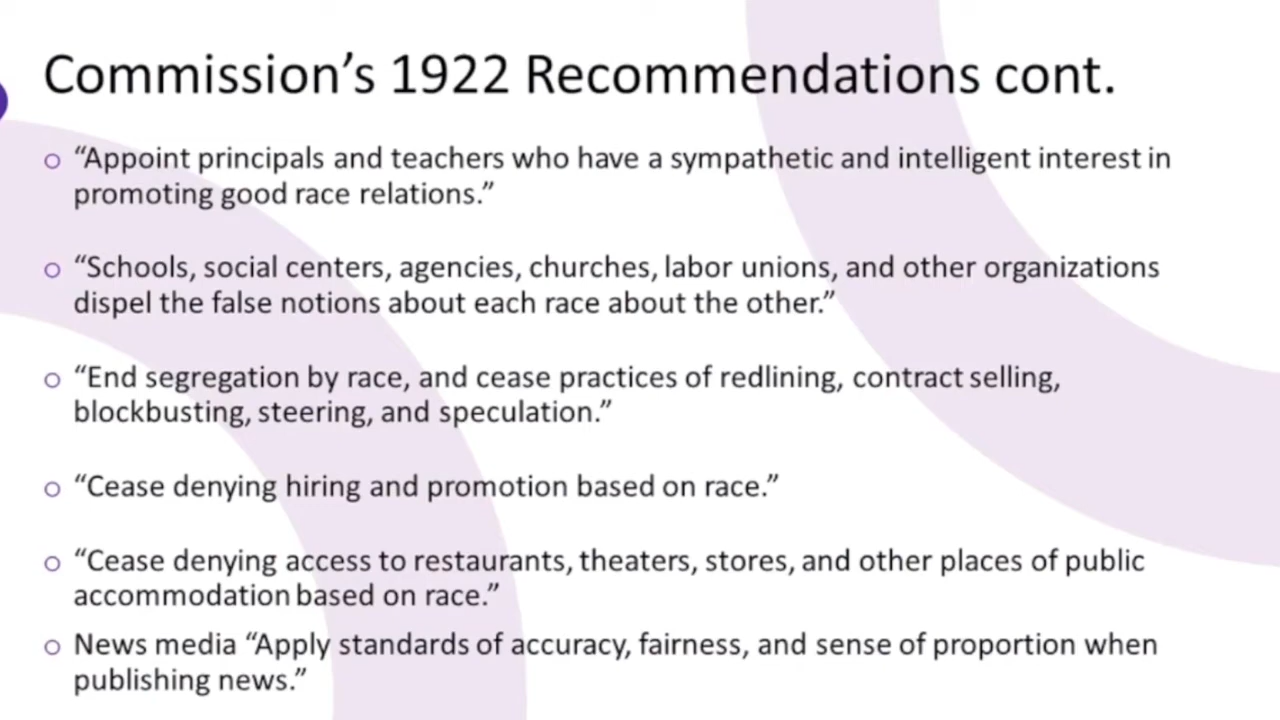 Commission’s 1922 Recommendations cont.
○ “Appoint principals and teachers who have a sympathetic and intelligent interest in
promoting good race relations.”
○ “Schools, social centers, agencies, churches, labor unions, and other organizations
dispel the false notions about each race about the other.”
○ “End segregation by race, and cease practices of redlining, contract selling,
blockbusting, steering, and speculation.”
○ “Cease denying hiring and promotion based on race.”
○ “Cease denying access to restaurants, theaters, stores, and other places of public
accommodation based on race.”
○ News media “Apply standards of accuracy, fairness, and sense of proportion when
publishing news.”